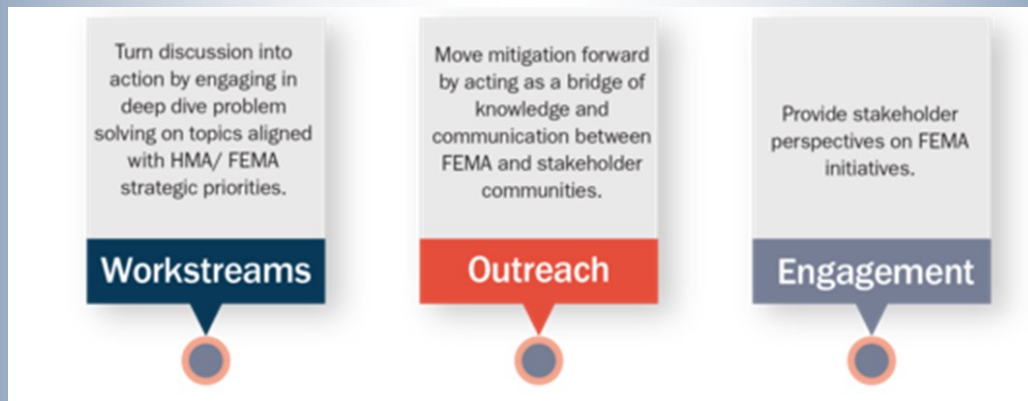 Turn discussion into
action by engaging in
deep dive problem
solving on topics aligned
with HMA/ FEMA
strategic priorities.
Workstreams
Move mitigation forward
by acting as a bridge of
knowledge and
communication between
FEMA and stakeholder
communities.
Outreach
Provide stakeholder
perspectives on FEMA
initiatives.
Engagement